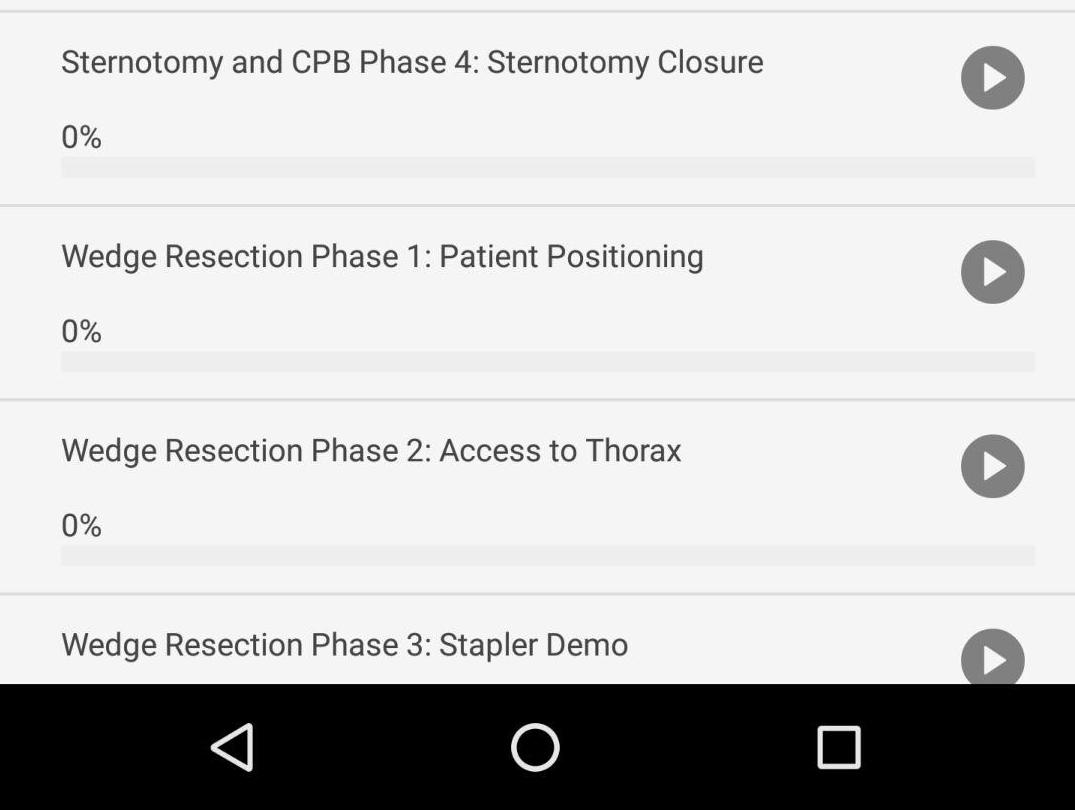 Sternotomy and CPB Phase 4: Sternotomy Closure
0%
Wedge Resection Phase 1: Patient Positioning
0%
Wedge Resection Phase 2: Access to Thorax
0%
Wedge Resection Phase 3: Stapler Demo